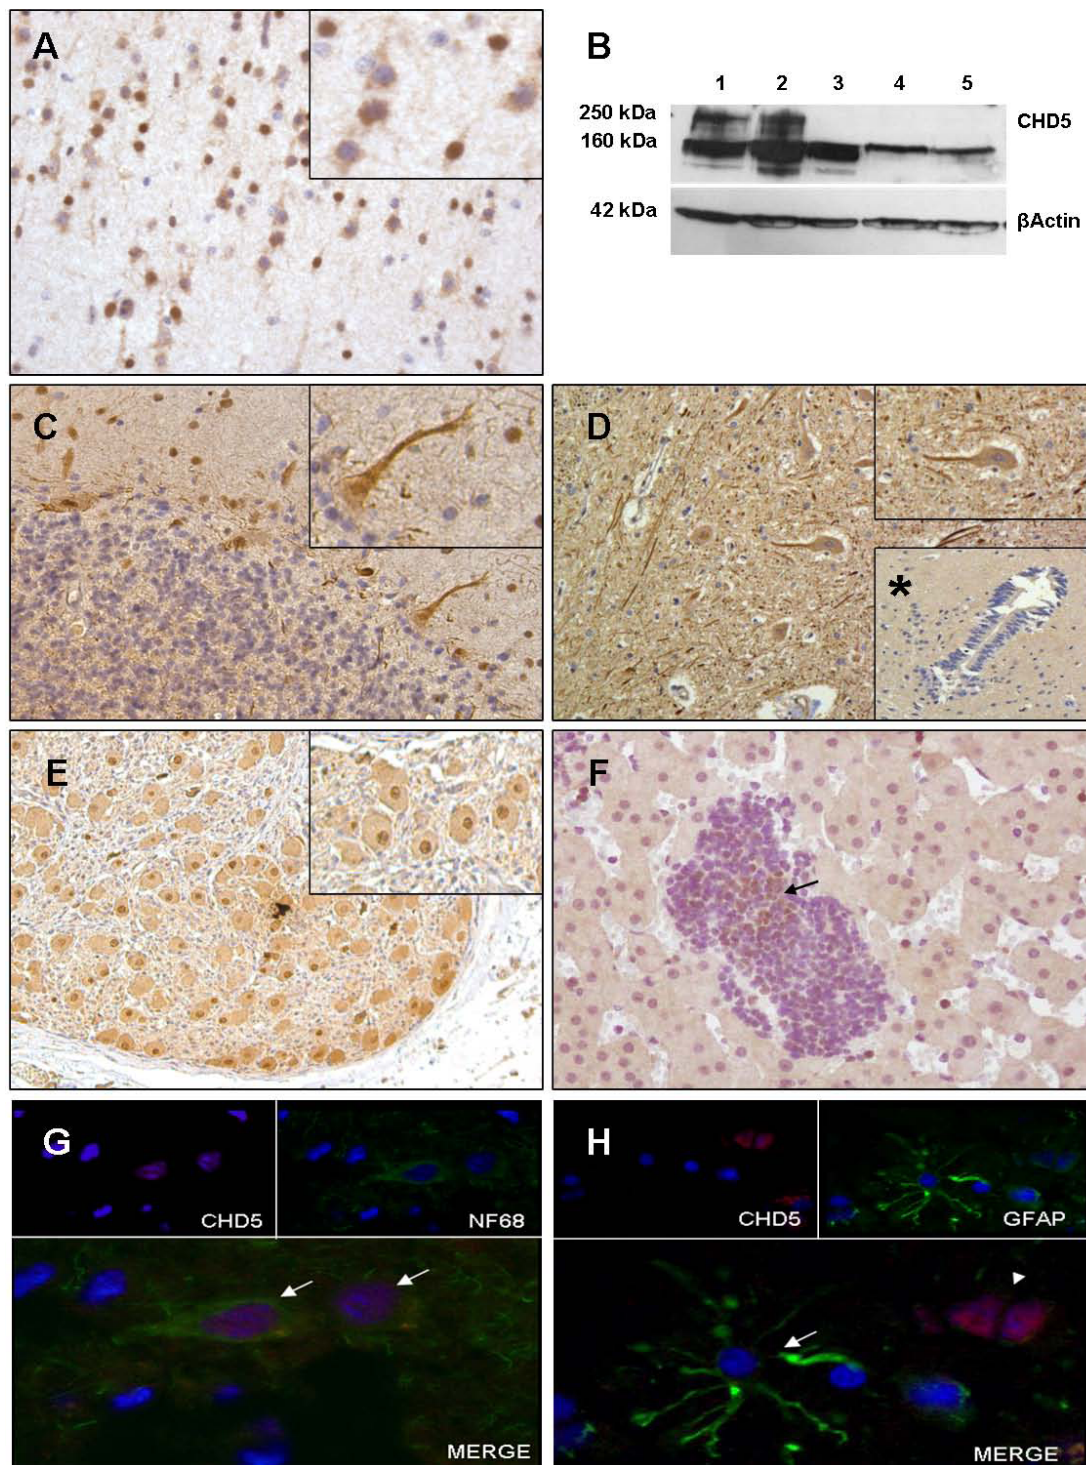 A
B
1 2 3 4 5
250 kDa
CHD5
160 kDa
42 kDa
βActin
C
D
*
E
F
G
CHD5
NF68
MERGE
H
CHD5
GFAP
MERGE